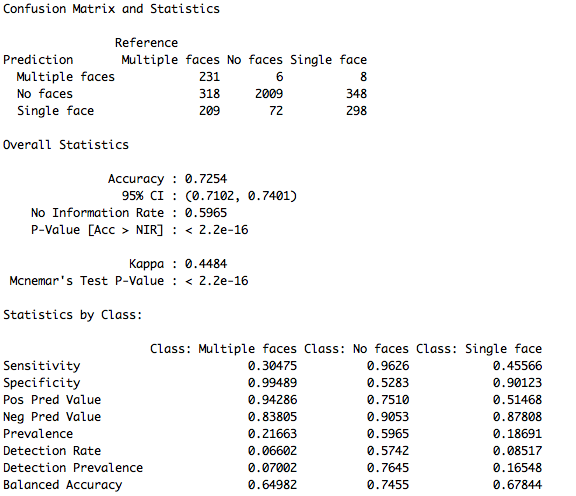 Confusion Matrix and Statistics
Reference
Prediction Multiple faces No faces Single face
Multiple faces 231 6 8
No faces 318 2009 348
Single face 209 72 298
Overall Statistics
Accuracy : 0.7254
95% CI : (0.7102, 0.7401)
No Information Rate : 0.5965
P-Value [Acc > NIR] : < 2.2e-16
Kappa : 0.4484
Mcnemar's Test P-Value : < 2.2e-16
Statistics by Class:
Class: Multiple faces Class: No faces Class: Single face
Sensitivity 0.30475 0.9626 0.45566
Specificity 0.99489 0.5283 0.90123
Pos Pred Value 0.94286 0.7510 0.51468
Neg Pred Value 0.83805 0.9053 0.87808
Prevalence 0.21663 0.5965 0.18691
Detection Rate 0.06602 0.5742 0.08517
Detection Prevalence 0.07002 0.7645 0.16548
Balanced Accuracy 0.64982 0.7455 0.67844